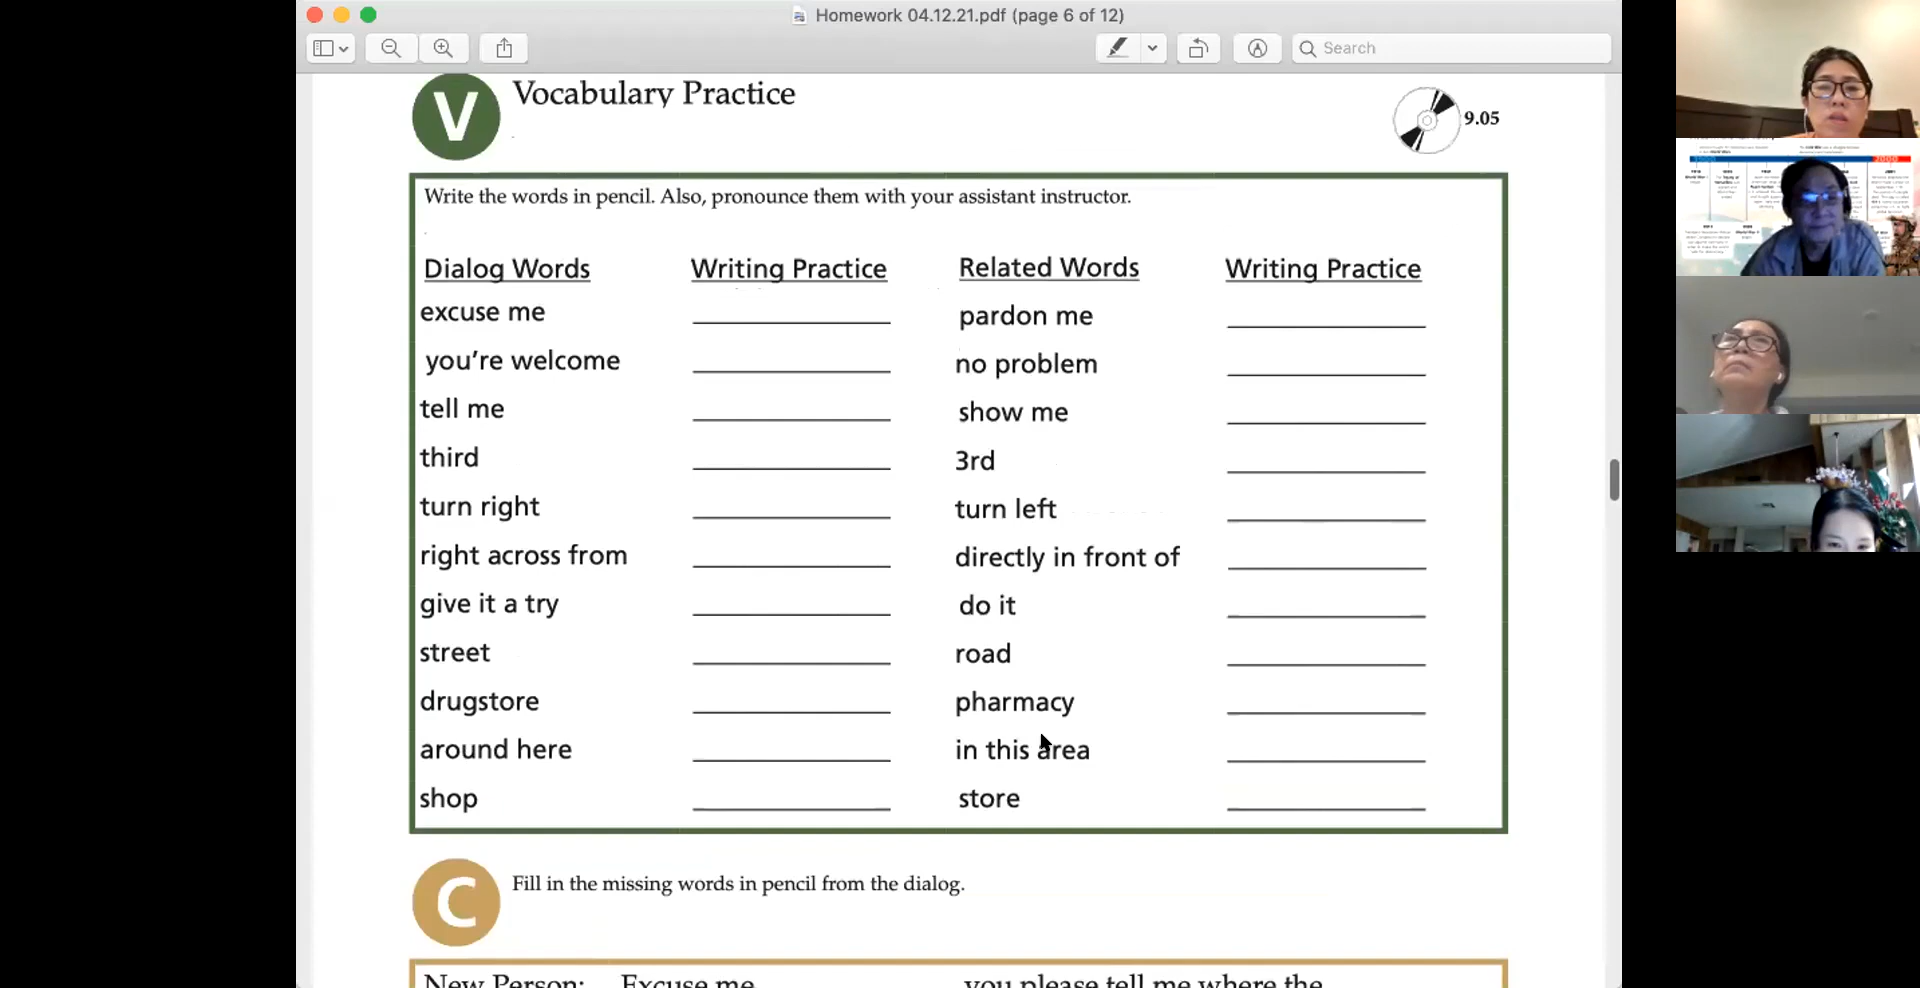 Homework 04.12.21.pdf (page 6 of 12)
Search
V
Vocabulary Practice
9.05
Write the words in pencil. Also, pronounce them with your assistant instructor.
Dialog Words Writing Practice Related Words Writing Practice
excuse me pardon me
you're welcome no problem
tell me show me
third 3rd
turn right turn left
right across from directly in front of
give it a try do it
street road
drugstore pharmacy
around here in this area
shop store
C
Fill in the missing words in pencil from the dialog.
New Person: Excuse me you please tell me where the
2000